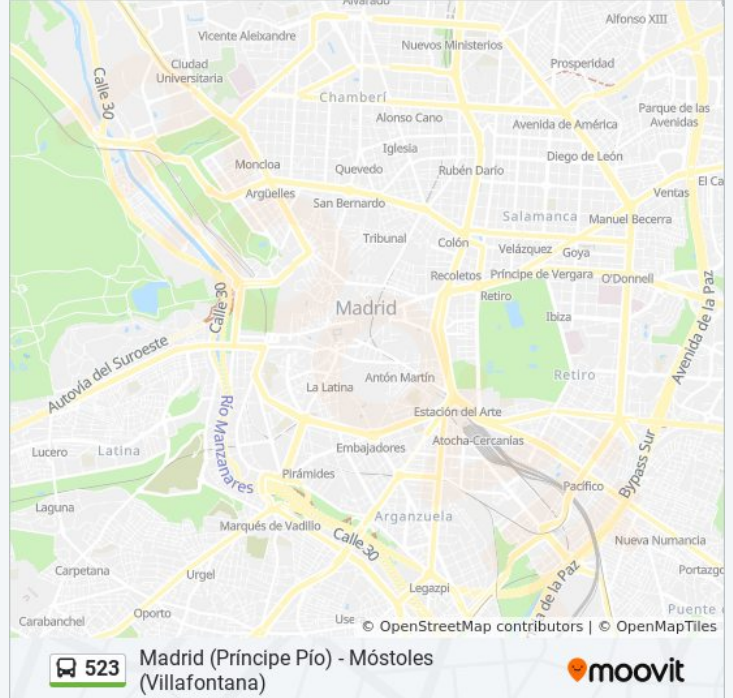 Alvarado
Alfonso XIII
Vicente Aleixandre
Nuevos Ministerios
Ciudad
Universitaria
Prosperidad
Calle 30
Chamberí
Parque de las
Avenidas
Alonso Cano
Avenida de América
Iglesia
Diego de León
Moncloa
Quevedo
Rubén Darío
El Ca
Argüelles
Ventas
San Bernardo
Salamanca
Manuel Becerra
Tribunal
Colón
Velázquez
Goya
Recoletos
Príncipe de Vergara
O'Donnell
Calle 30
Retiro
Madrid
Ibiza
Avenida de la Paz
Autovía del Suroeste
La Latina
Antón Martín
Retiro
Río Manzanares
Estación del Arte
Lucero
Latina
Embajadores
Atocha-Cercanías
Bypass Sur
Pirámides
Pacífico
Laguna
Arganzuela
Marqués de Vadillo
Calle 30
Nueva Numancia
Carpetana
Urgel
Portazgo
Legazpi
a de la Paz
Carabanchel
Oporto
Use
Puente
© OpenStreetMap contributors | © OpenMapTiles
523
Madrid (Príncipe Pío) - Móstoles
(Villafontana)
moovit